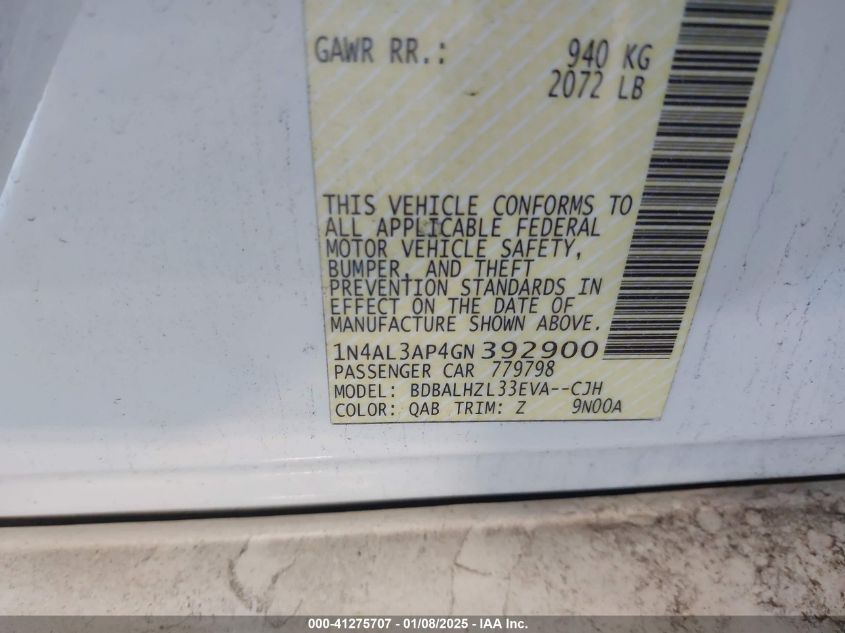 GAWR RR.: 940 KG
2072 LB
THIS VEHICLE CONFORMS TO
ALL APPLICABLE FEDERAL
MOTOR VEHICLE SAFETY,
BUMPER, AND THEFT
PREVENTION STANDARDS IN
EFFECT ON THE DATE OF
MANUFACTURE SHOWN ABOVE.
1N4AL3AP4GN392900
PASSENGER CAR 779798
MODEL: BDBALHZL33EVA--CJH
COLOR: QAB TRIM: Z 9N00A
000-41275707 - 01/08/2025 - IAA Inc.